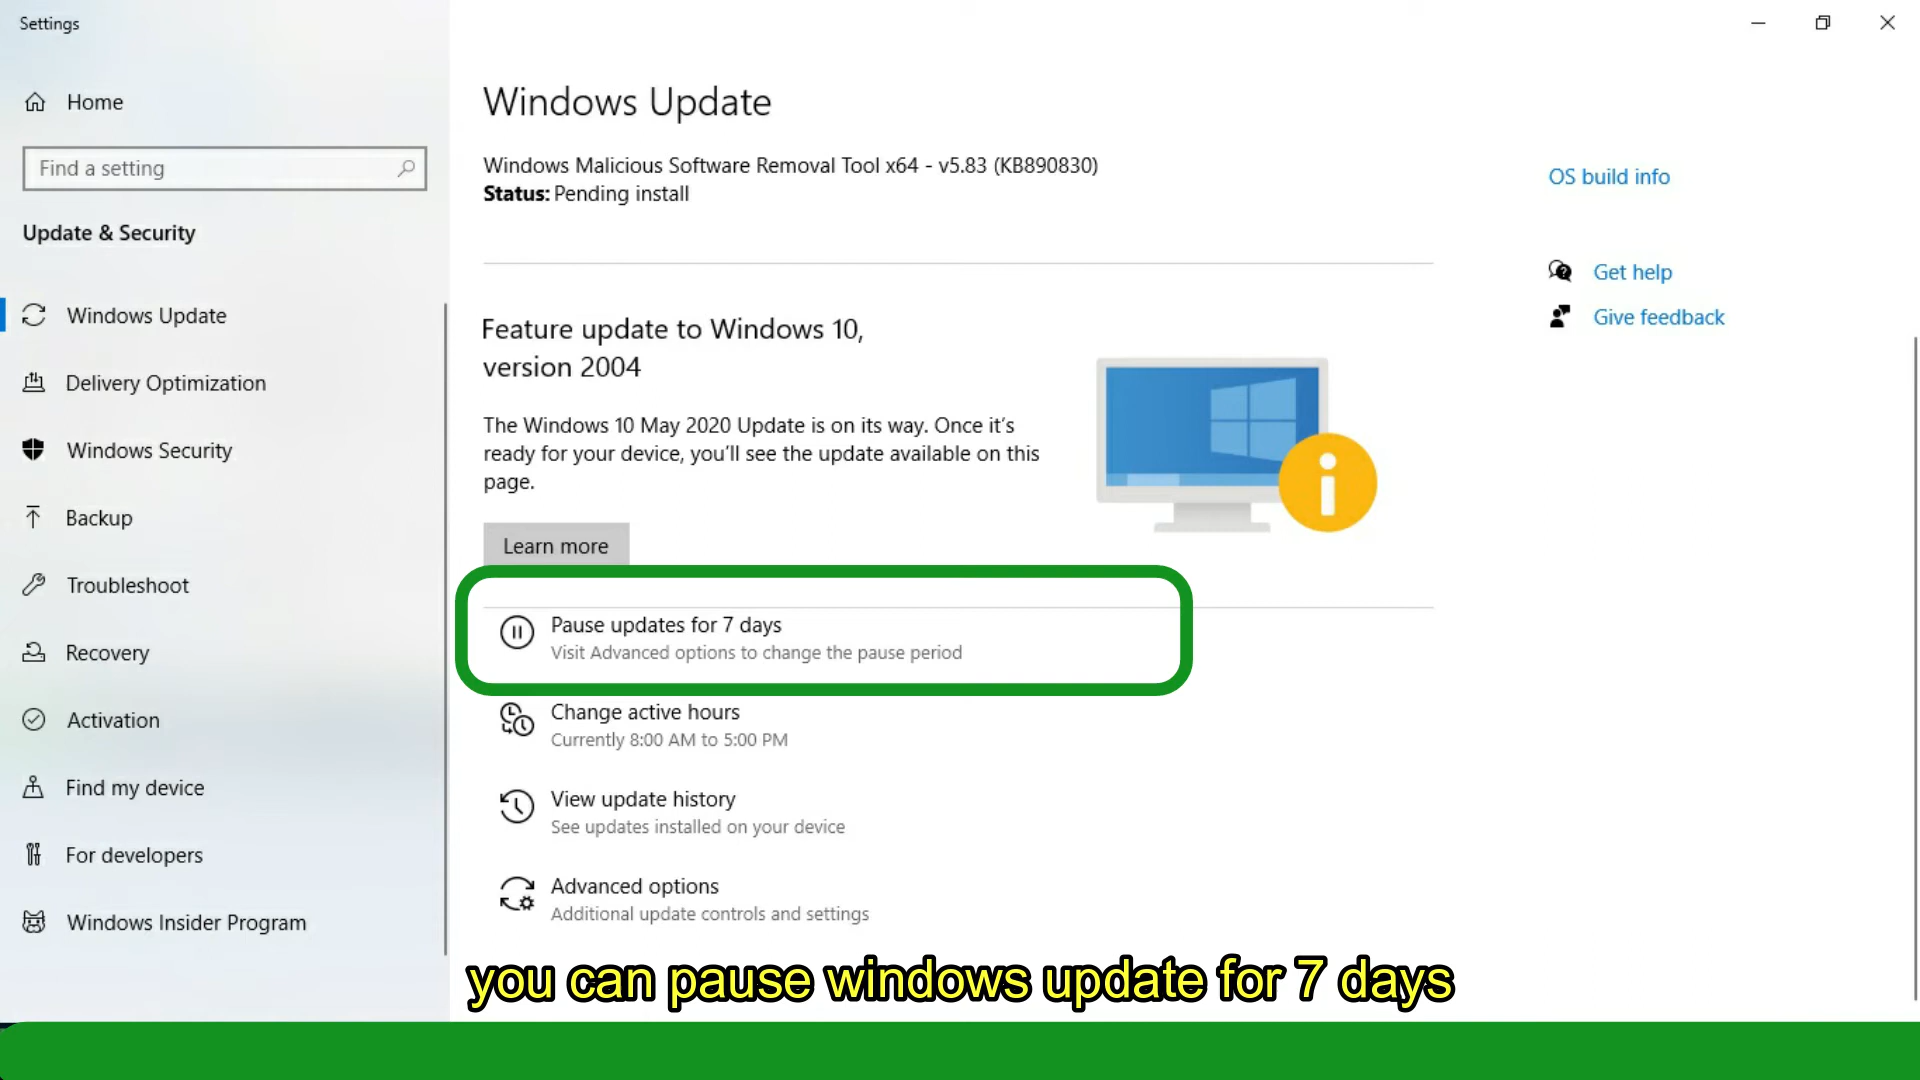 Settings
Home
Find a setting
Update & Security
Windows Update
Delivery Optimization
Windows Security
Backup
Troubleshoot
Recovery
Activation
Find my device
For developers
Windows Insider Program
Windows Update
Windows Malicious Software Removal Tool x64 - v5.83 (KB890830)
Status: Pending install
Feature update to Windows 10,
version 2004
The Windows 10 May 2020 Update is on its way. Once it's
ready for your device, you'll see the update available on this
page.
Learn more
Pause updates for 7 days
Visit Advanced options to change the pause period
Change active hours
Currently 8:00 AM to 5:00 PM
View update history
See updates installed on your device
Advanced options
Additional update controls and settings
OS build info
Get help
Give feedback
you can pause windows update for 7 days